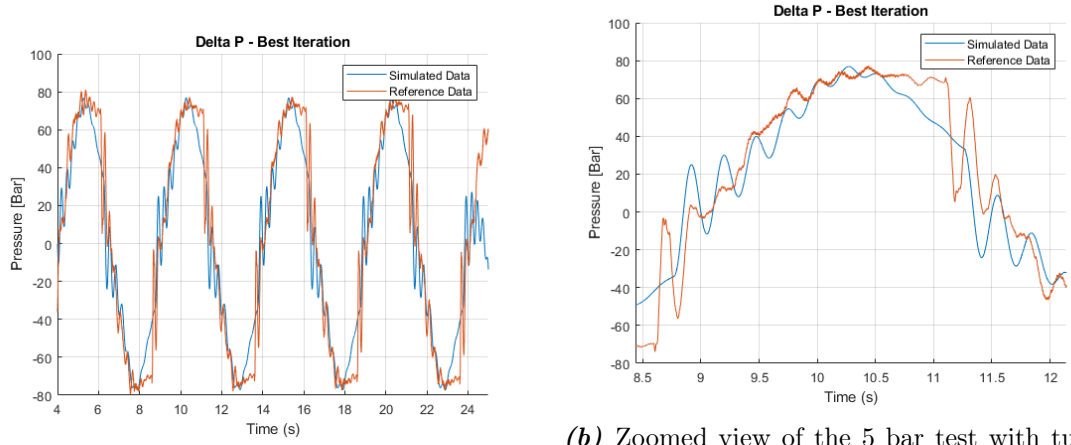 Delta P - Best Iteration
Simulated Data
Reference Data
100
80
60
40
20
0
-20
-40
-60
-80
Pressure [Bar]
4 6 8 10 12 14 16 18 20 22 24
Time (s)
Delta P - Best Iteration
Simulated Data
Reference Data
100
80
60
40
20
0
-20
-40
-60
-80
Pressure [Bar]
8.5 9 9.5 10 10.5 11 11.5 12
Time (s)
(b) Zoomed view of the 5 bar test with tu